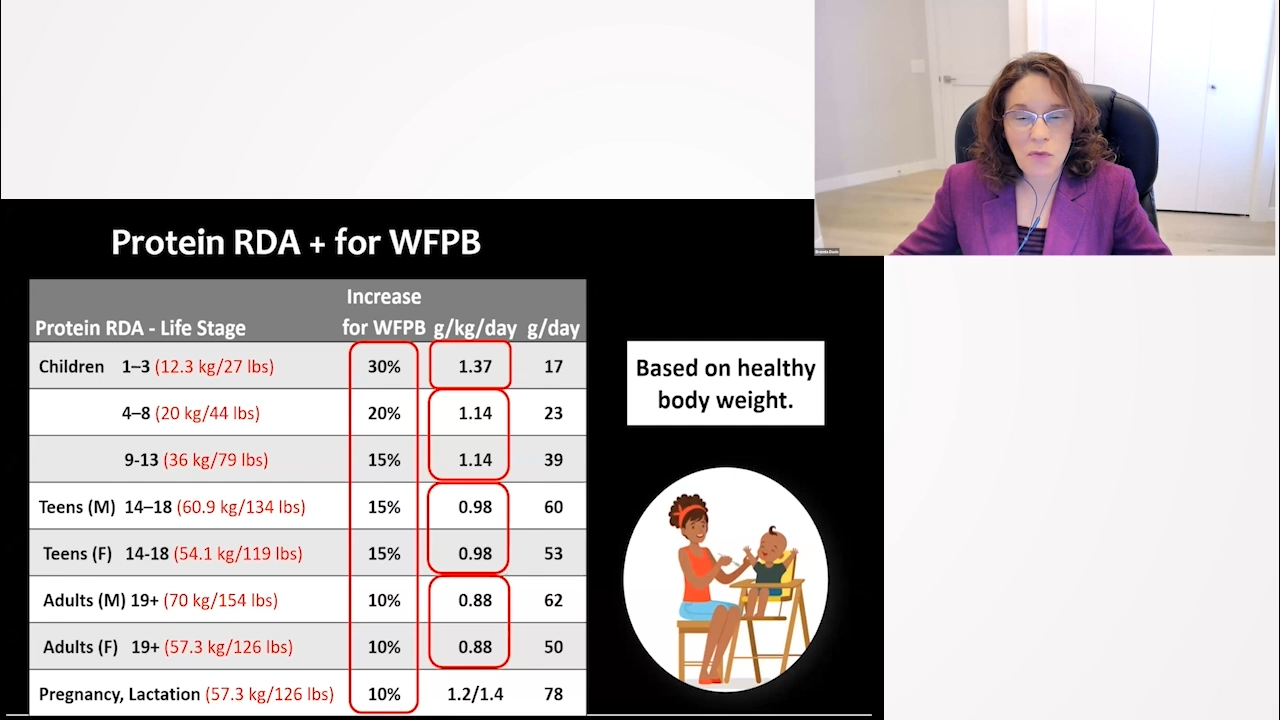 Brenda Davis
Protein RDA + for WFPB
Increase
Protein RDA - Life Stage for WFPB g/kg/day g/day
Children 1–3 (12.3 kg/27 lbs) 30% 1.37 17
4–8 (20 kg/44 lbs) 20% 1.14 23
9-13 (36 kg/79 lbs) 15% 1.14 39
Teens (M) 14–18 (60.9 kg/134 lbs) 15% 0.98 60
Teens (F) 14-18 (54.1 kg/119 lbs) 15% 0.98 53
Adults (M) 19+ (70 kg/154 lbs) 10% 0.88 62
Adults (F) 19+ (57.3 kg/126 lbs) 10% 0.88 50
Pregnancy, Lactation (57.3 kg/126 lbs) 10% 1.2/1.4 78
Based on healthy
body weight.